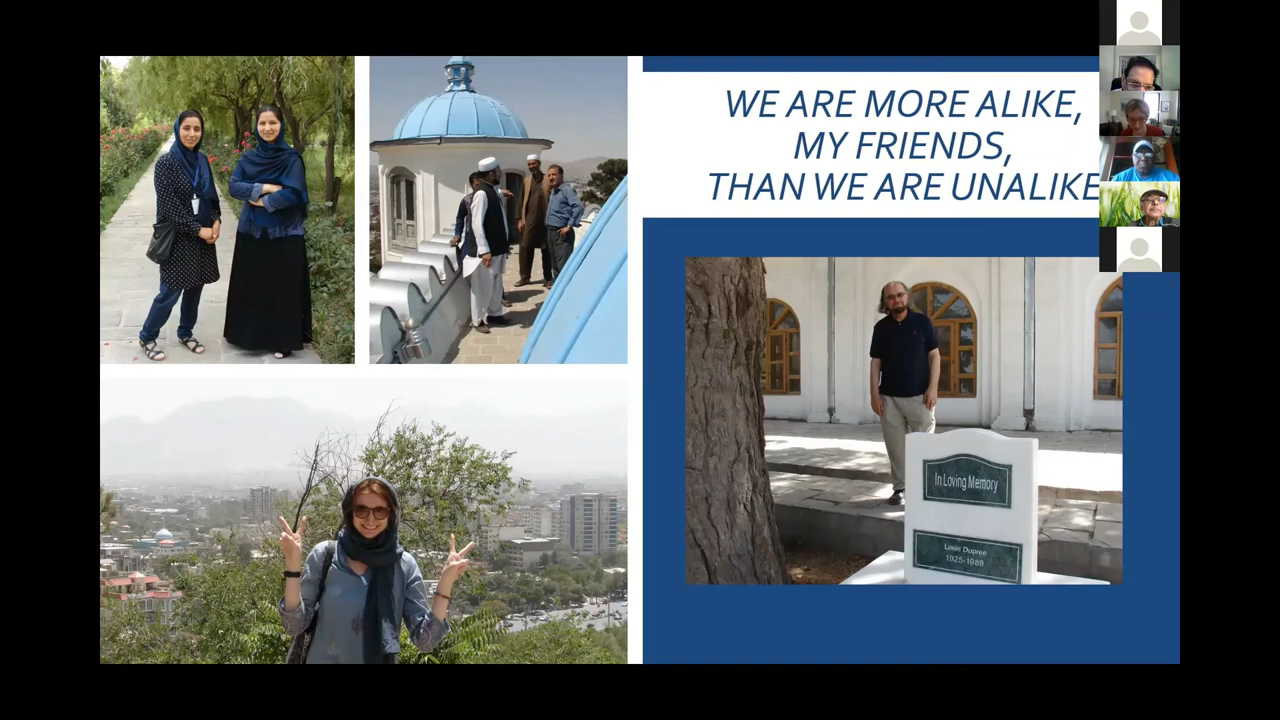 WE ARE MORE ALIKE,
MY FRIENDS,
THAN WE ARE UNALIKE
In Loving Memory
Louis Dupree
1925-1989